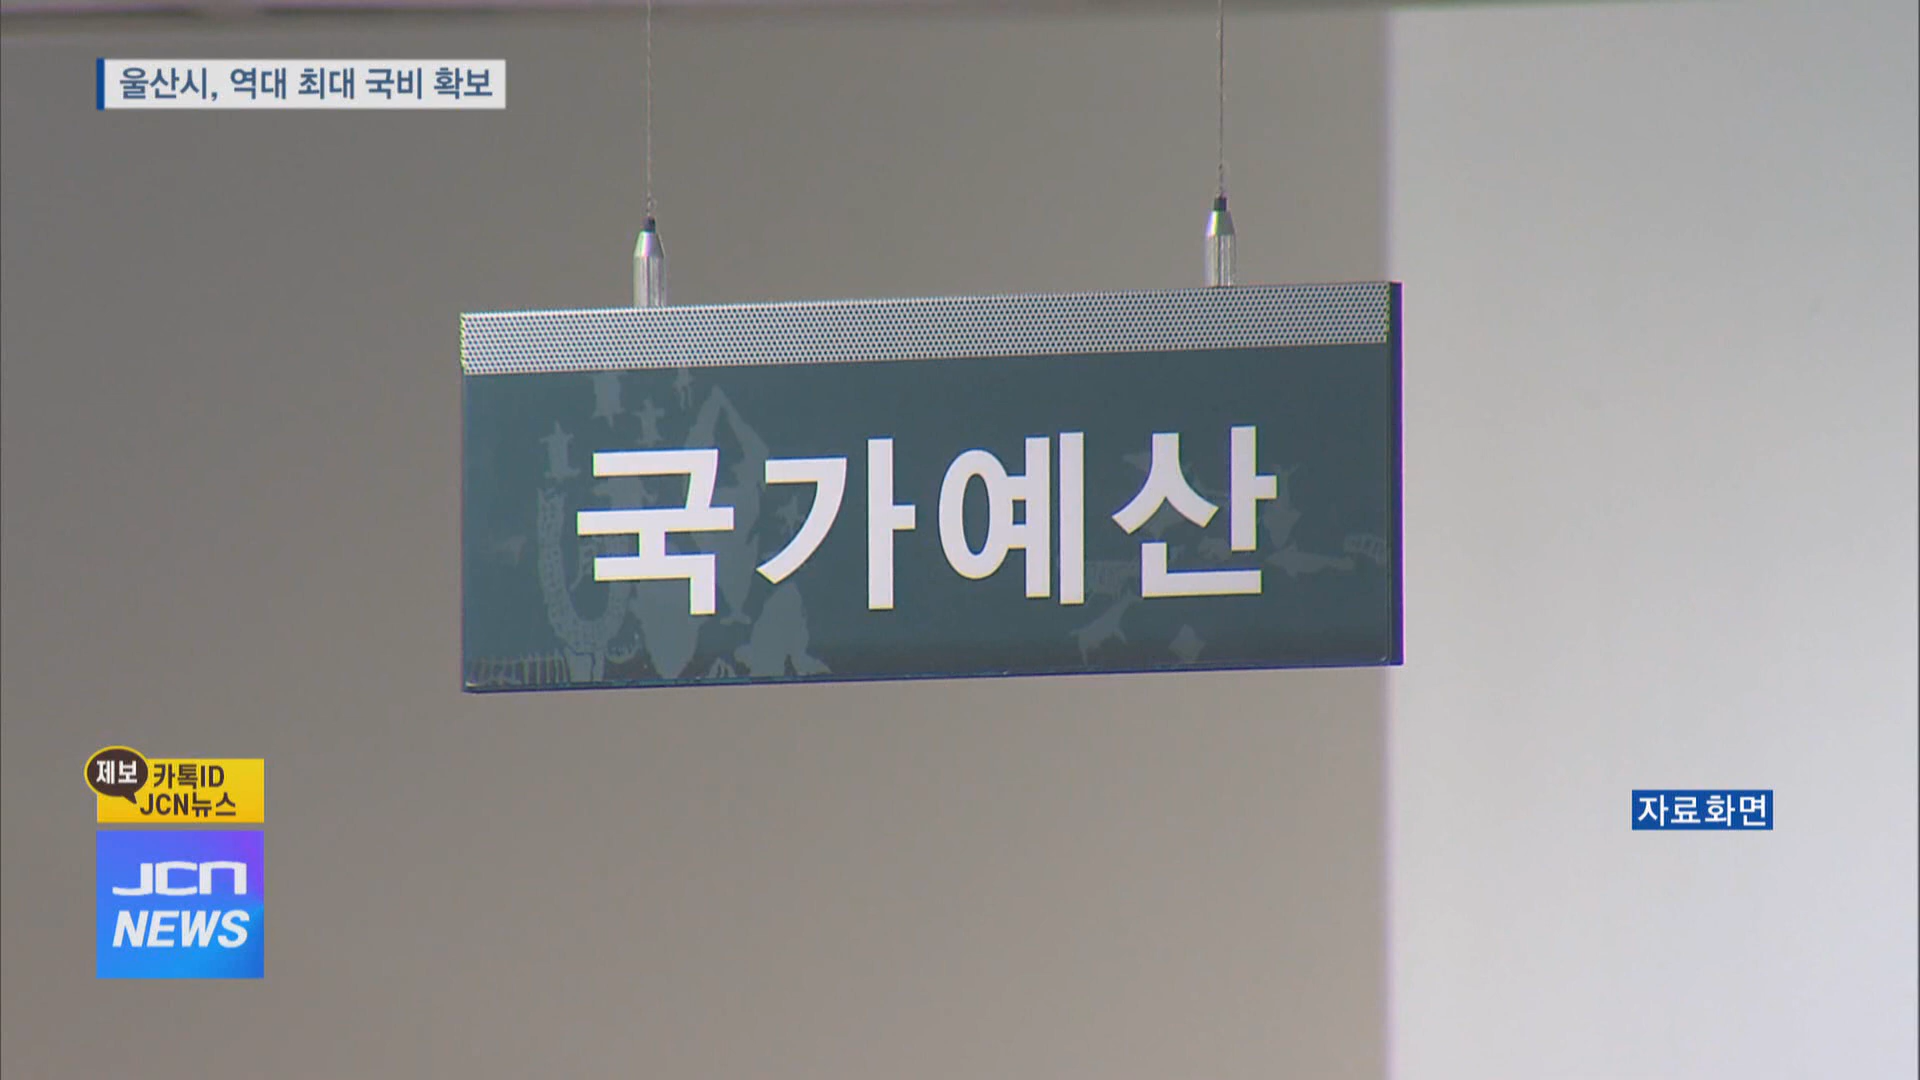 울산시, 역대 최대 국비 확보
국가예산
제보 카톡ID
JCN뉴스
자료화면
JCN
NEWS